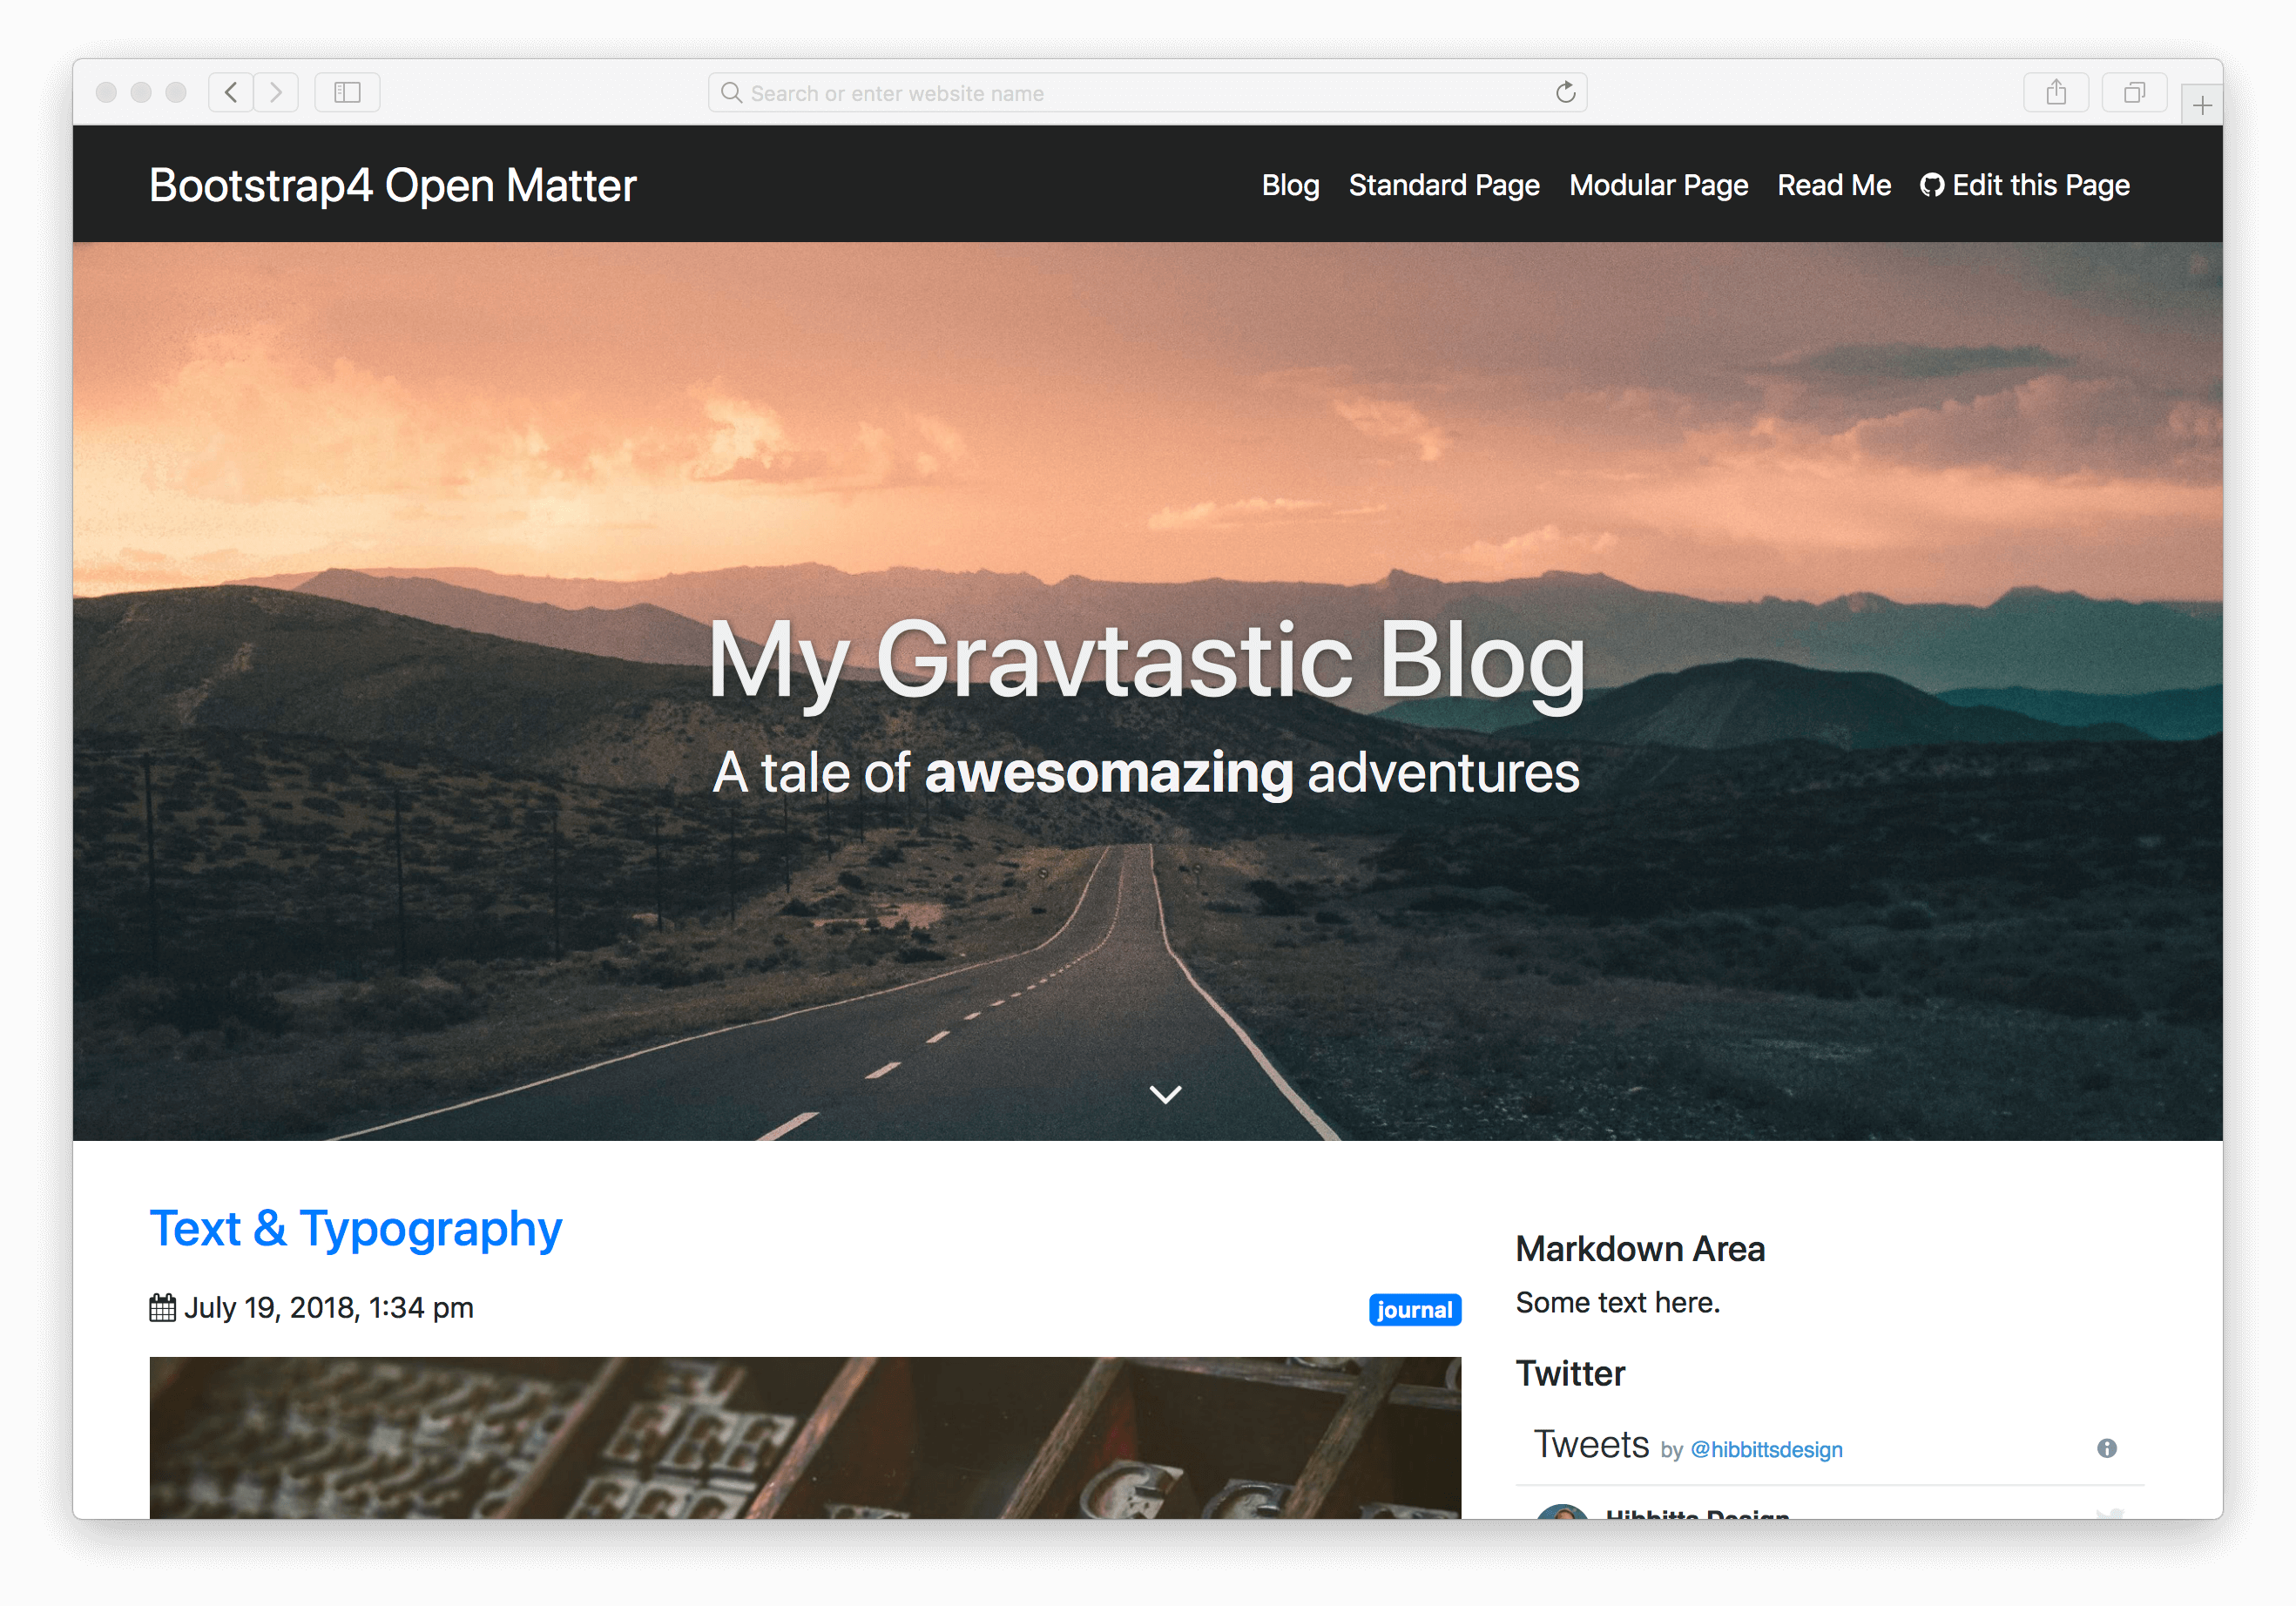 Search or enter website name
Bootstrap4 Open Matter
Blog Standard Page Modular Page Read Me Edit this Page
My Gravtastic Blog
A tale of awesomazing adventures
Text & Typography
July 19, 2018, 1:34 pm
journal
Markdown Area
Some text here.
Twitter
Tweets by @hibbittsdesign
Hibbitts Design